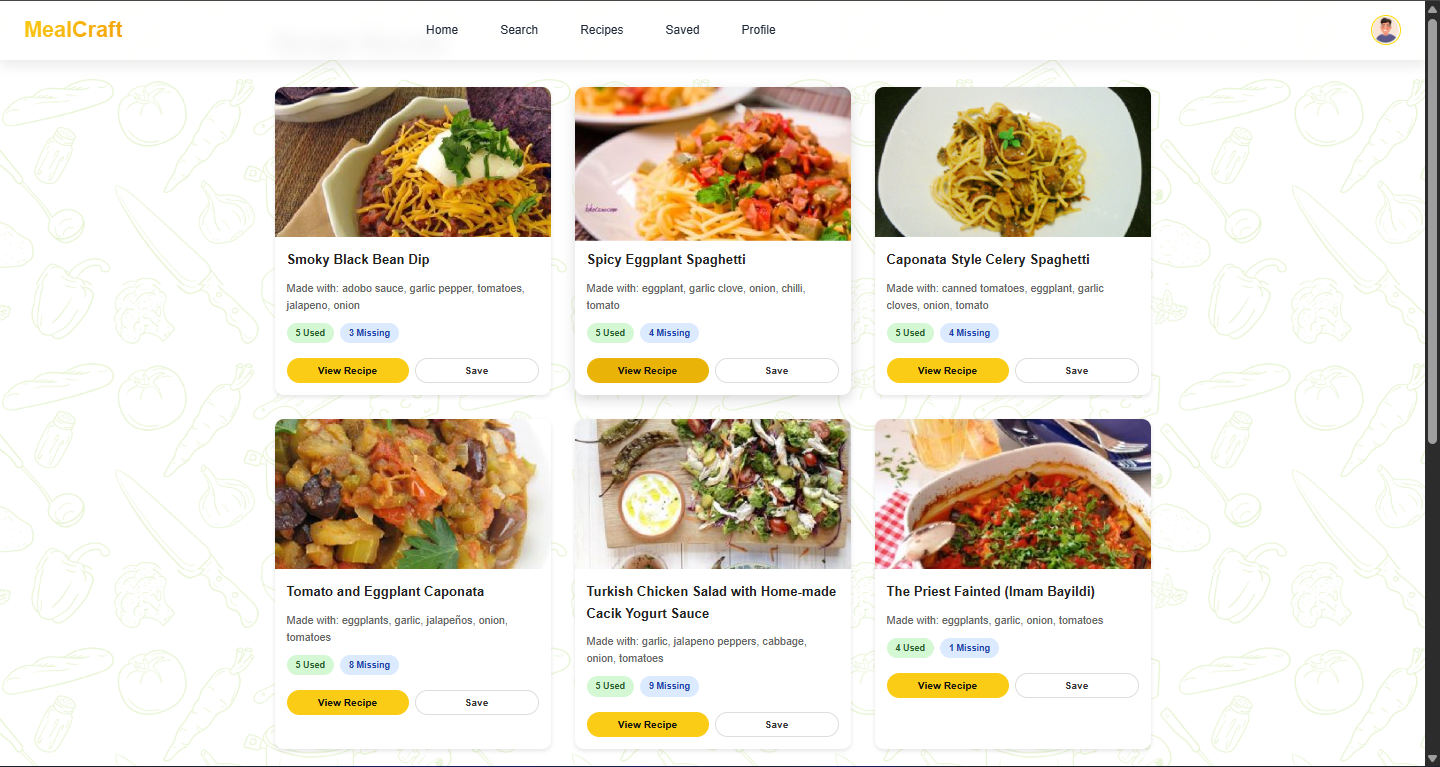 MealCraft
Home
Search
Recipes
Saved
Profile
Smoky Black Bean Dip
Made with: adobo sauce, garlic pepper, tomatoes,
jalapeno, onion
5 Used
3 Missing
View Recipe
Save
Spicy Eggplant Spaghetti
Made with: eggplant, garlic clove, onion, chilli,
tomato
5 Used
4 Missing
View Recipe
Save
Caponata Style Celery Spaghetti
Made with: canned tomatoes, eggplant, garlic
cloves, onion, tomato
5 Used
4 Missing
View Recipe
Save
Tomato and Eggplant Caponata
Made with: eggplants, garlic, jalapeños, onion,
tomatoes
5 Used
8 Missing
View Recipe
Save
Turkish Chicken Salad with Home-made
Cacik Yogurt Sauce
Made with: garlic, jalapeno peppers, cabbage,
onion, tomatoes
5 Used
9 Missing
View Recipe
Save
The Priest Fainted (Imam Bayildi)
Made with: eggplants, garlic, onion, tomatoes
4 Used
1 Missing
View Recipe
Save